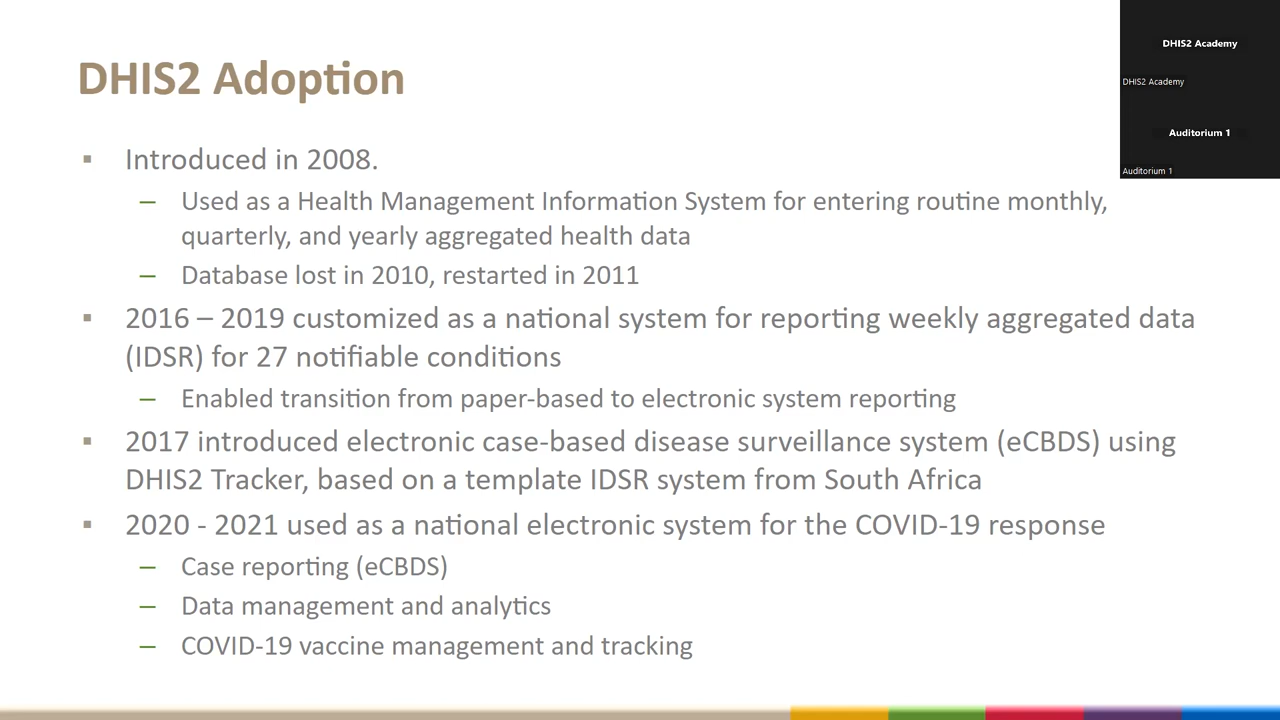 DHIS2 Adoption
▪ Introduced in 2008.
– Used as a Health Management Information System for entering routine monthly,
quarterly, and yearly aggregated health data
– Database lost in 2010, restarted in 2011
▪ 2016 – 2019 customized as a national system for reporting weekly aggregated data
(IDSR) for 27 notifiable conditions
– Enabled transition from paper-based to electronic system reporting
▪ 2017 introduced electronic case-based disease surveillance system (eCBDS) using
DHIS2 Tracker, based on a template IDSR system from South Africa
▪ 2020 - 2021 used as a national electronic system for the COVID-19 response
– Case reporting (eCBDS)
– Data management and analytics
– COVID-19 vaccine management and tracking
DHIS2 Academy
DHIS2 Academy
Auditorium 1
Auditorium 1